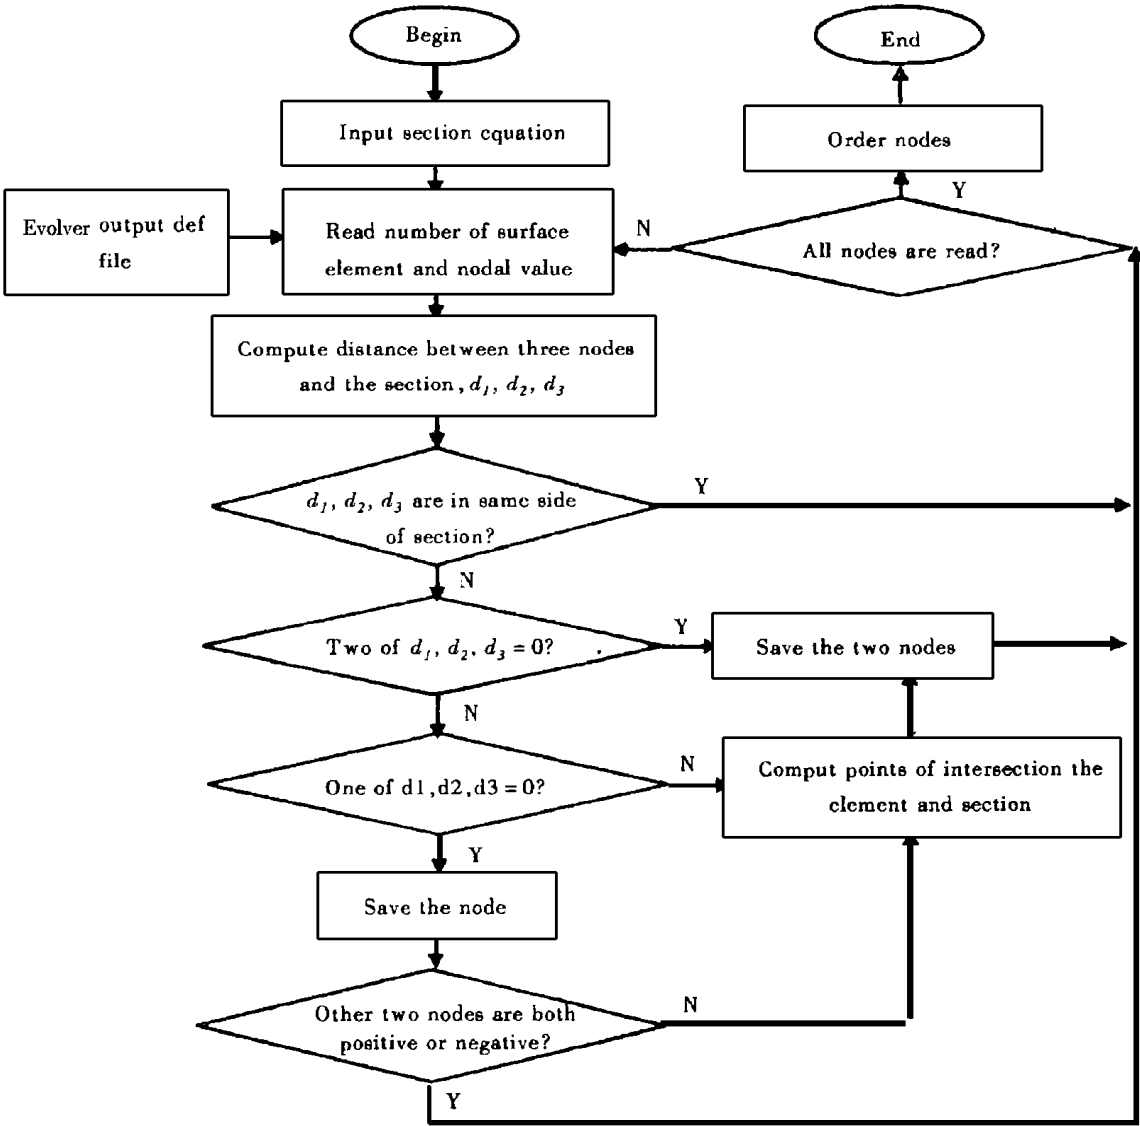 Begin
End
Input section equation
Order nodes
Y
Evolver output def
file
Read number of surface
element and nodal value
N
All nodes are read?
Compute distance between three nodes
and the section, d1, d2, d3
d1, d2, d3 are in same side
of section?
Y
N
Two of d1, d2, d3 = 0?
Y
Save the two nodes
N
One of d1,d2,d3 = 0?
N
Comput points of intersection the
element and section
Y
Save the node
Other two nodes are both
positive or negative?
N
Y